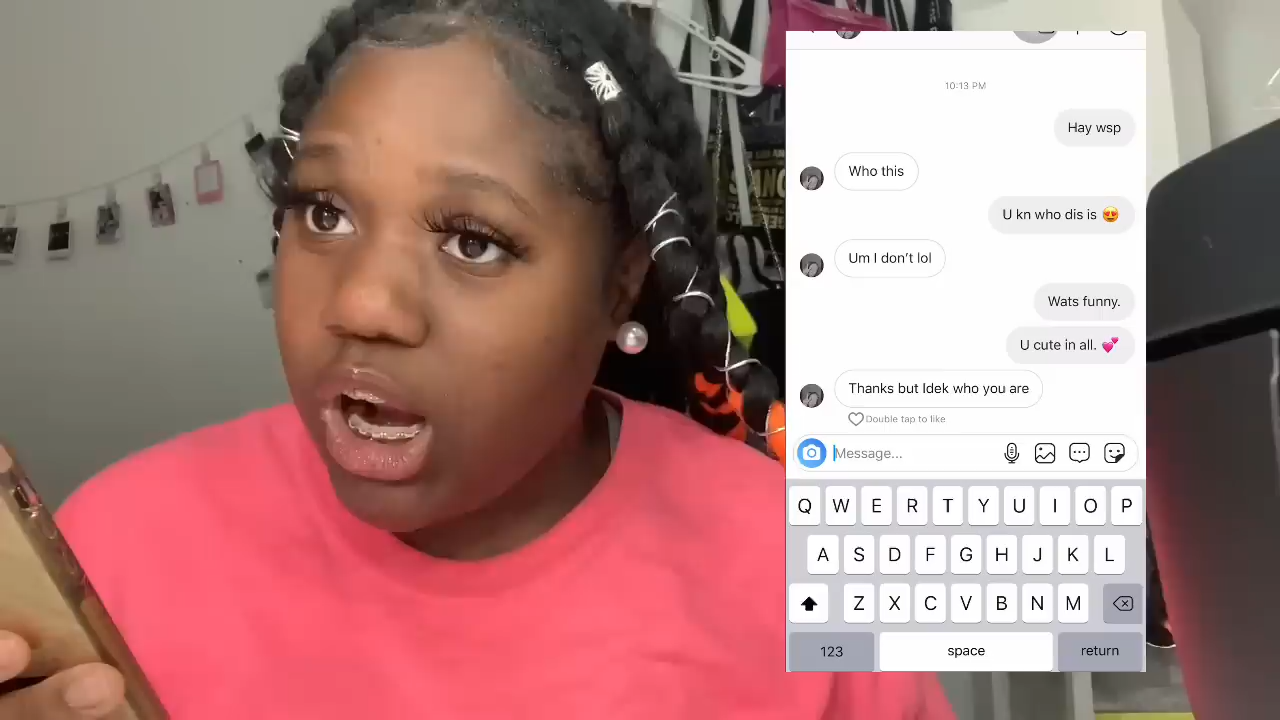 10:13 PM
Hay wsp
Who this
U kn who dis is 😍
Um I don't lol
Wats funny.
U cute in all. 💕
Thanks but Idek who you are
Double tap to like
Message...
Q W E R T Y U I O P
A S D F G H J K L
Z X C V B N M
123 space return